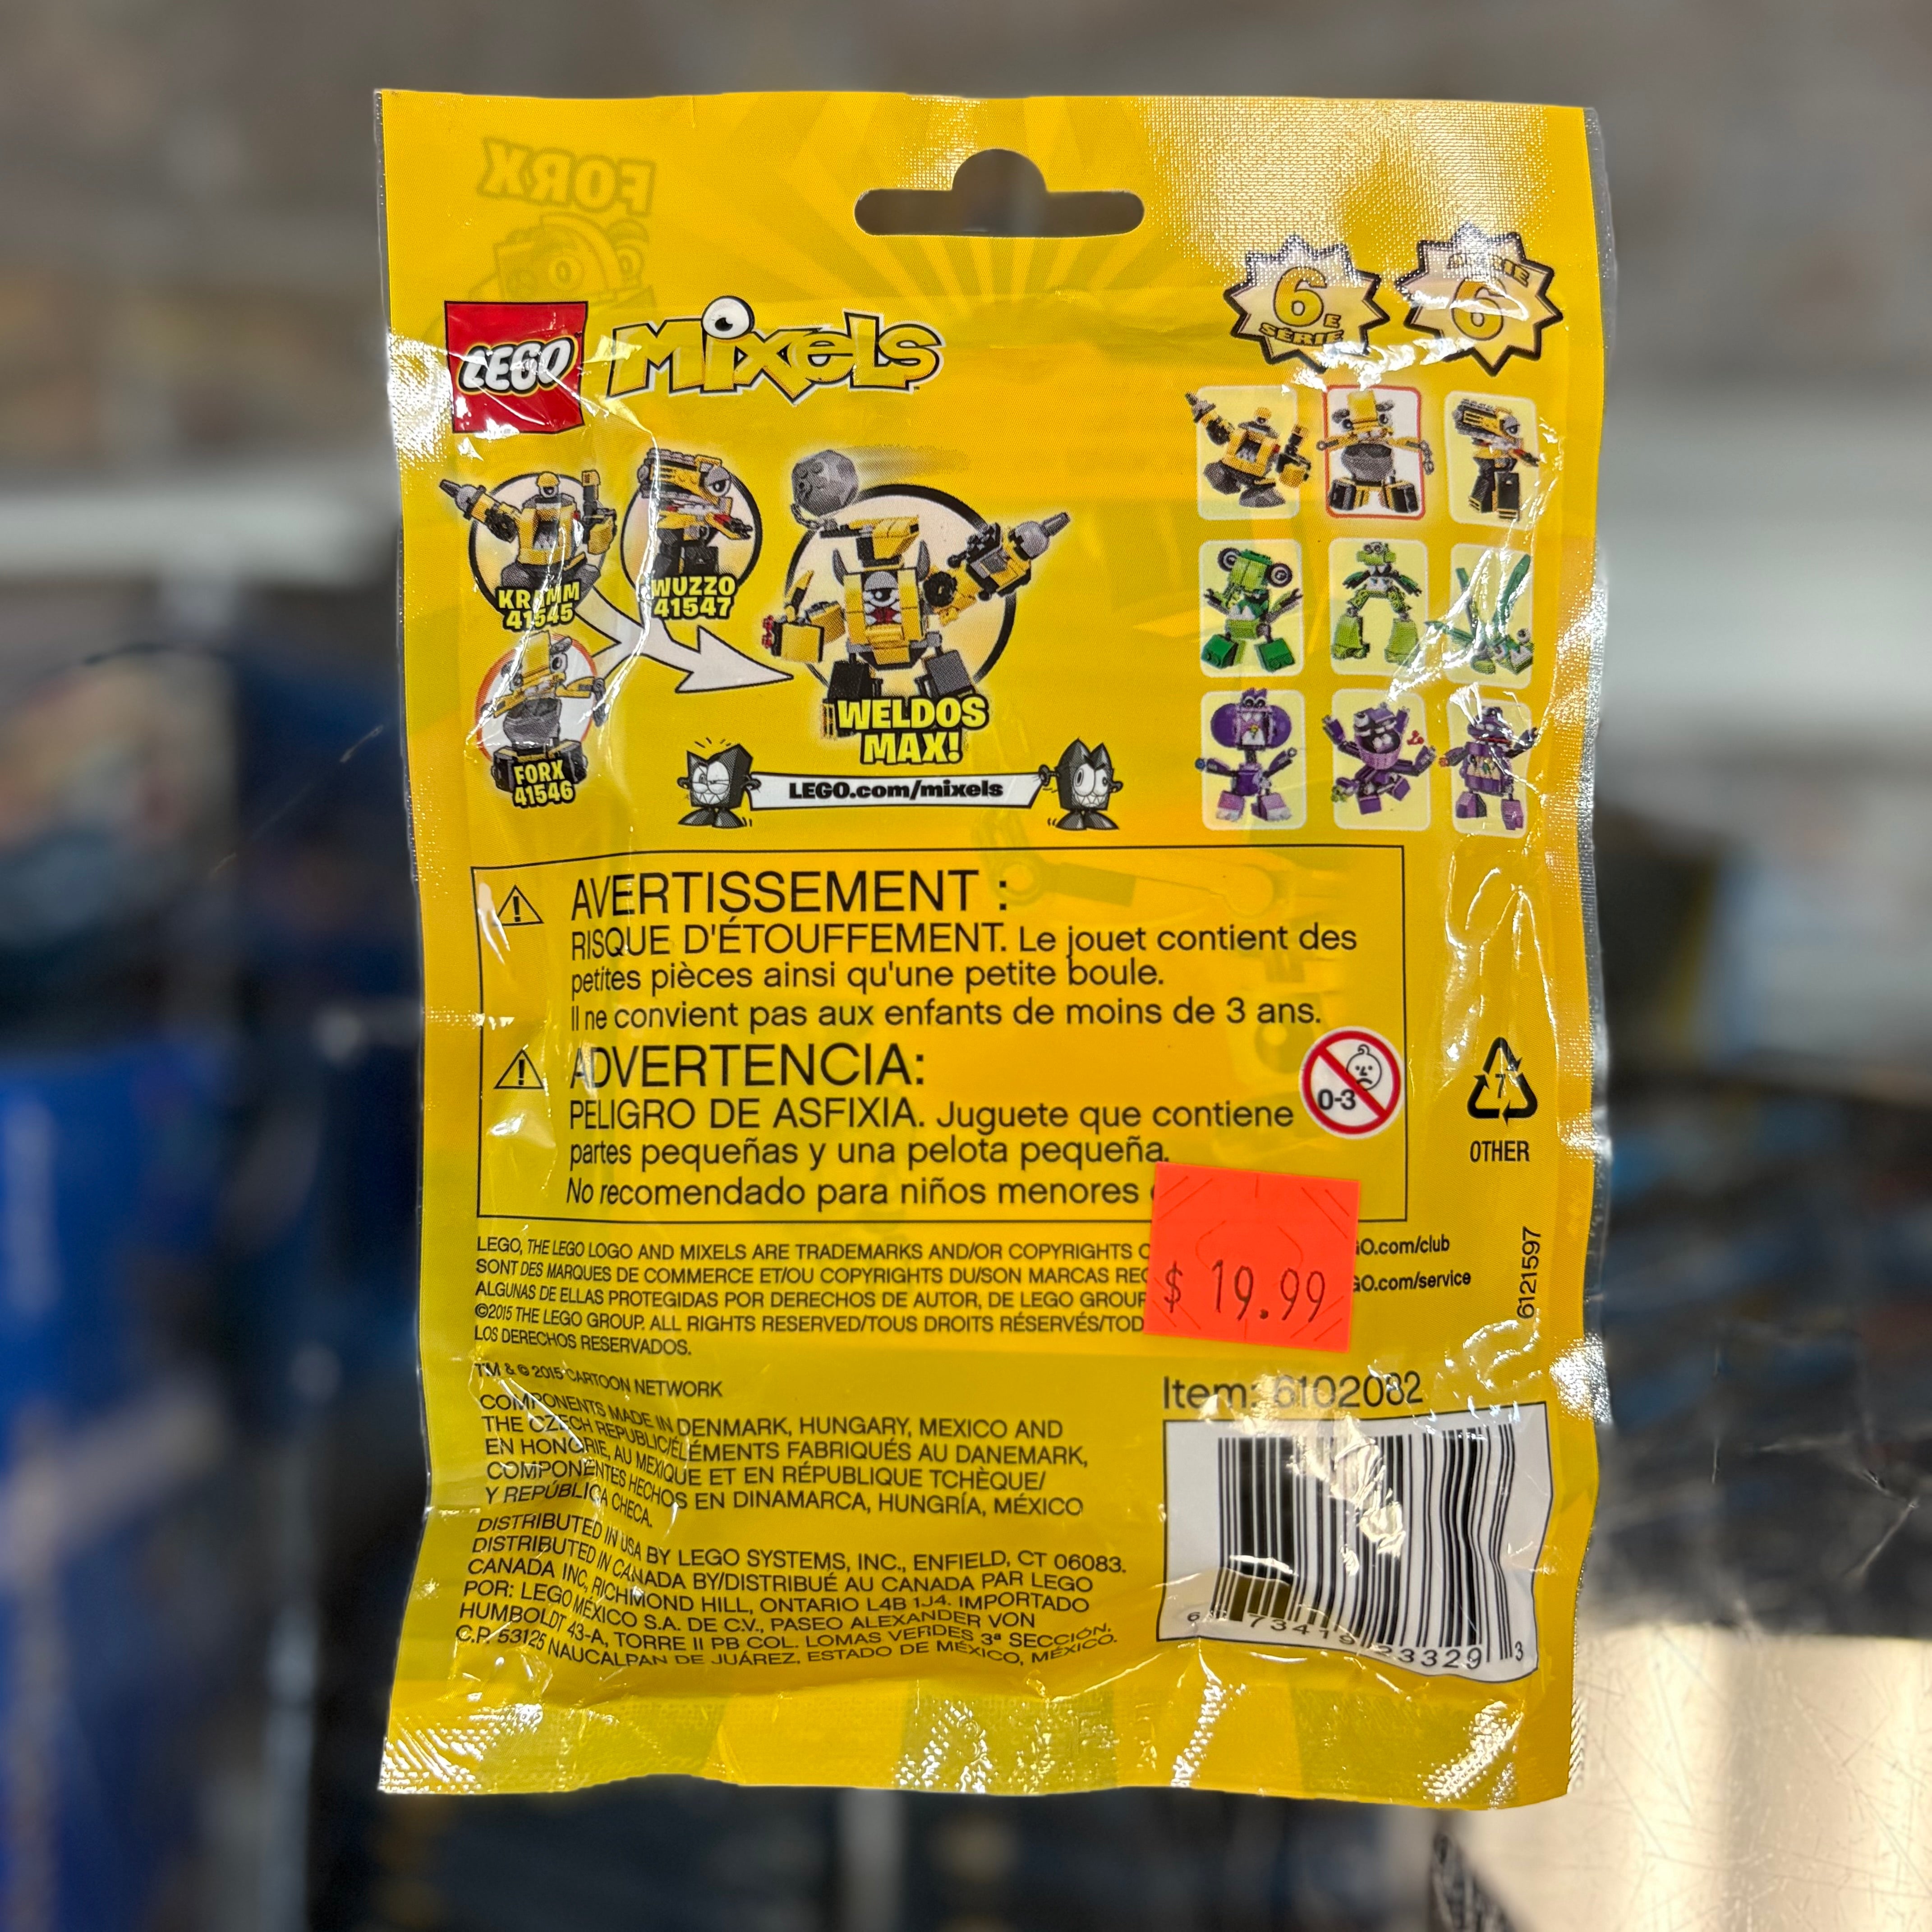 FORX
LEGO Mixels
6E SÉRIE
SERIE 6
KRAMM
41545
WUZZO
41547
FORX
41546
WELDOS
MAX!
LEGO.com/mixels
AVERTISSEMENT :
RISQUE D'ÉTOUFFEMENT. Le jouet contient des
petites pièces ainsi qu'une petite boule.
Il ne convient pas aux enfants de moins de 3 ans.
ADVERTENCIA:
PELIGRO DE ASFIXIA. Juguete que contiene
partes pequeñas y una pelota pequeña.
No recomendado para niños menores
0-3
7
OTHER
LEGO, THE LEGO LOGO AND MIXELS ARE TRADEMARKS AND/OR COPYRIGHTS
SONT DES MARQUES DE COMMERCE ET/OU COPYRIGHTS DU/SON MARCAS
ALGUNAS DE ELLAS PROTEGIDAS POR DERECHOS DE AUTOR, DE LEGO GROUP
©2015 THE LEGO GROUP. ALL RIGHTS RESERVED/TOUS DROITS RÉSERVÉS/TOD
LOS DERECHOS RESERVADOS.
GO.com/club
GO.com/service
6121597
$ 19.99
TM & © 2015 CARTOON NETWORK
COMPONENTS MADE IN DENMARK, HUNGARY, MEXICO AND
THE CZECH REPUBLIC/ÉLÉMENTS FABRIQUÉS AU DANEMARK,
EN HONGRIE, AU MEXIQUE ET EN RÉPUBLIQUE TCHÈQUE/
COMPONENTES HECHOS EN DINAMARCA, HUNGRÍA, MÉXICO
Y REPÚBLICA CHECA.
DISTRIBUTED IN USA BY LEGO SYSTEMS, INC., ENFIELD, CT 06083.
DISTRIBUTED IN CANADA BY/DISTRIBUÉ AU CANADA PAR LEGO
CANADA INC, RICHMOND HILL, ONTARIO L4B 1J4. IMPORTADO
POR: LEGO MÉXICO S.A. DE C.V., PASEO ALEXANDER VON
HUMBOLDT 43-A, TORRE II PB COL. LOMAS VERDES 3ª SECCIÓN.
C.P. 53125 NAUCALPAN DE JUÁREZ. ESTADO DE MÉXICO, MÉXICO.
Item: 6102082
6 73419 23329 3